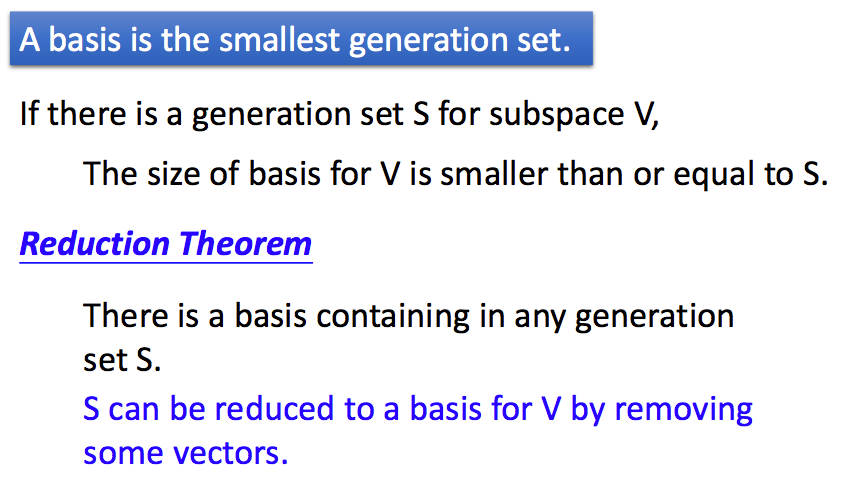 A basis is the smallest generation set.
If there is a generation set S for subspace V,
The size of basis for V is smaller than or equal to S.
Reduction Theorem
There is a basis containing in any generation
set S.
S can be reduced to a basis for V by removing
some vectors.